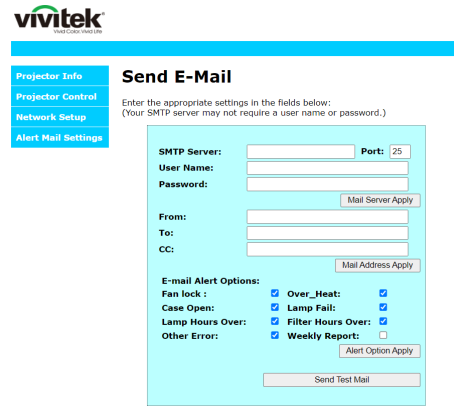 vivitek
Vivid Color. Vivid Life
Projector Info
Projector Control
Network Setup
Alert Mail Settings
Send E-Mail
Enter the appropriate settings in the fields below:
(Your SMTP server may not require a user name or password.)
SMTP Server: Port: 25
User Name:
Password:
Mail Server Apply
From:
To:
CC:
Mail Address Apply
E-mail Alert Options:
Fan lock : Over_Heat:
Case Open: Lamp Fail:
Lamp Hours Over: Filter Hours Over:
Other Error: Weekly Report:
Alert Option Apply
Send Test Mail